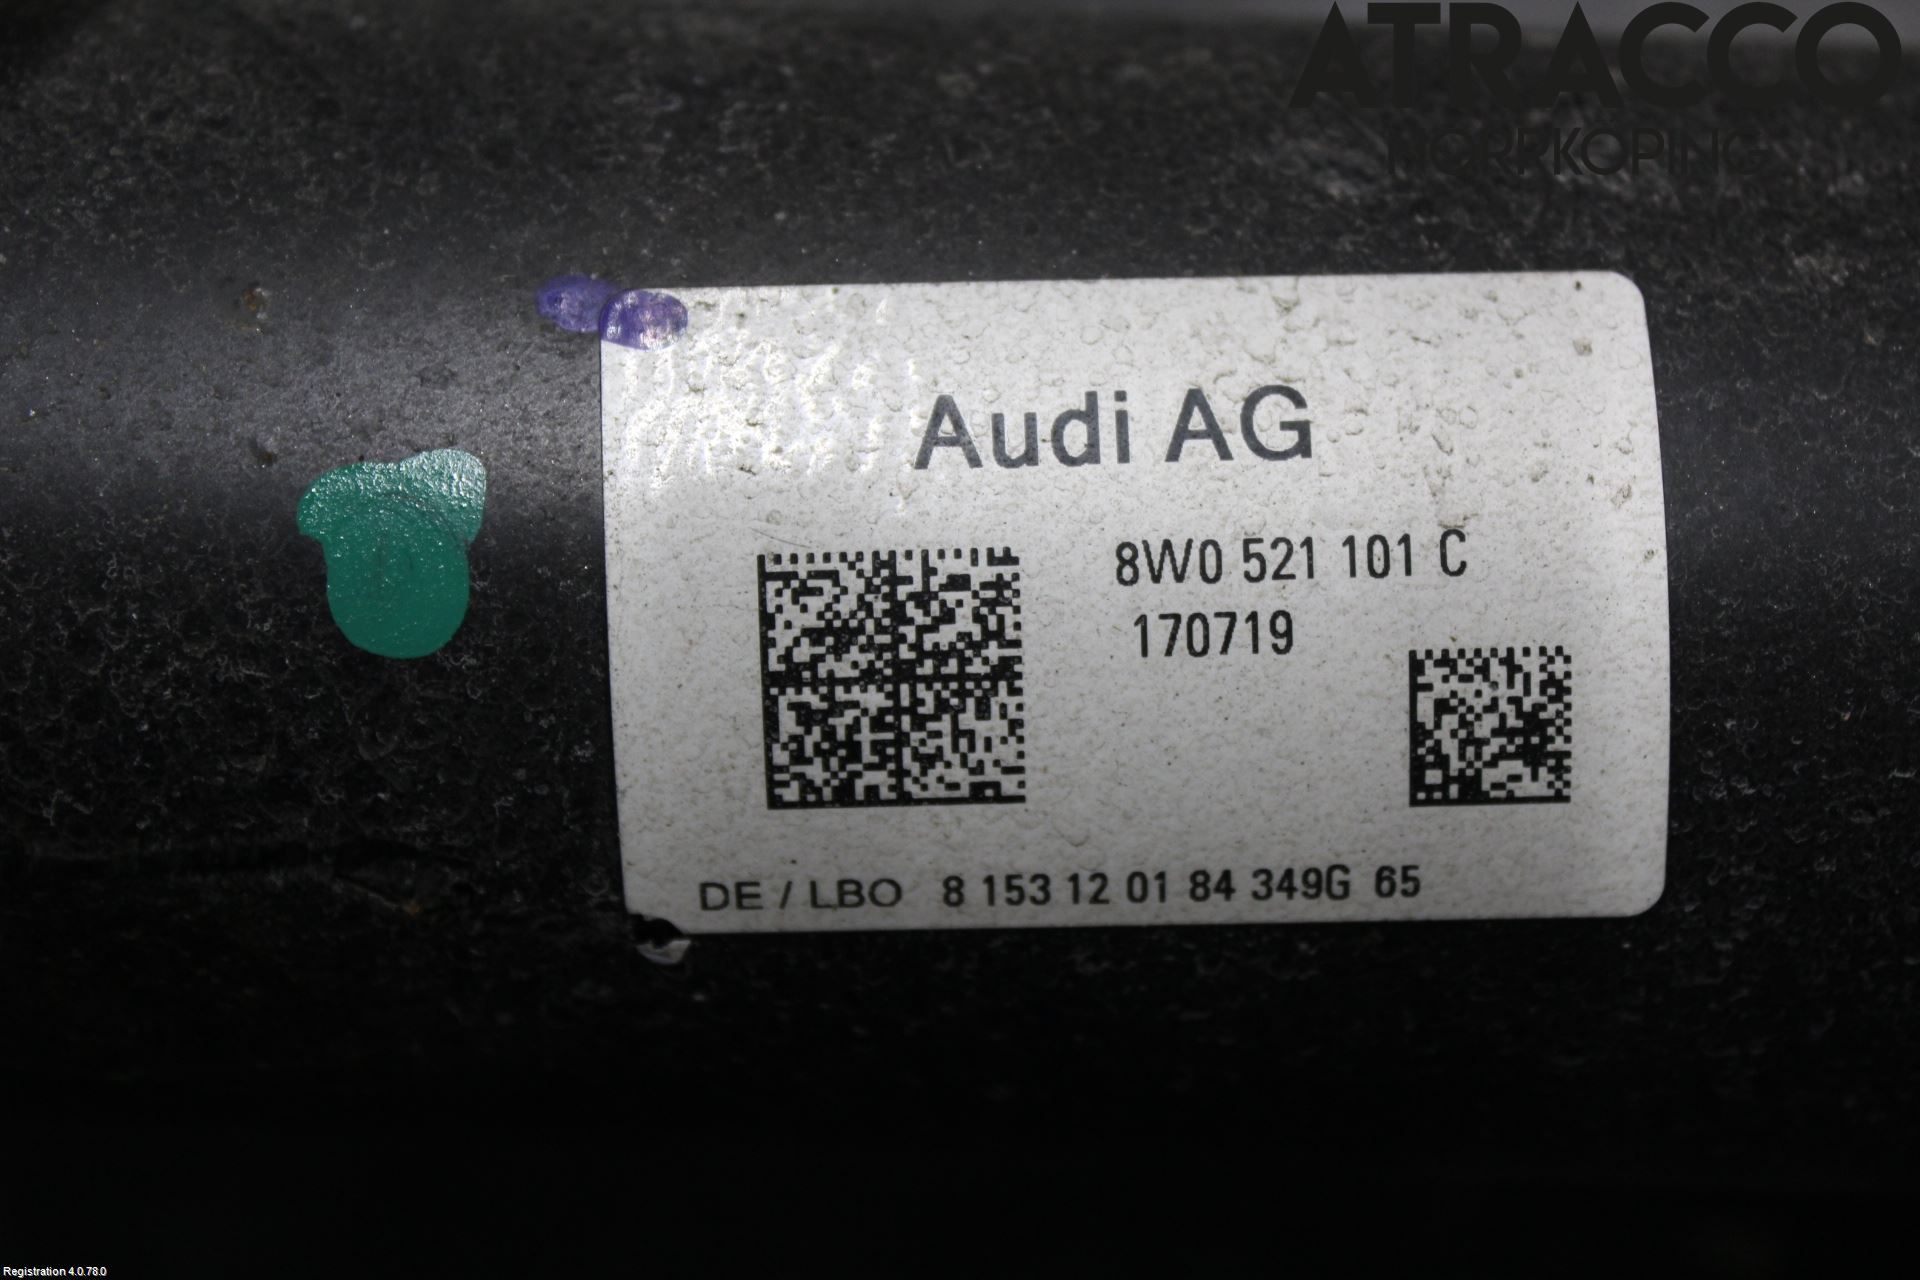 ATRACCO
NORRKÖPING
Audi AG
8W0 521 101 C
170719
DE / LBO 8 153 12 01 84 349G 65
Registration 4.0.78.0